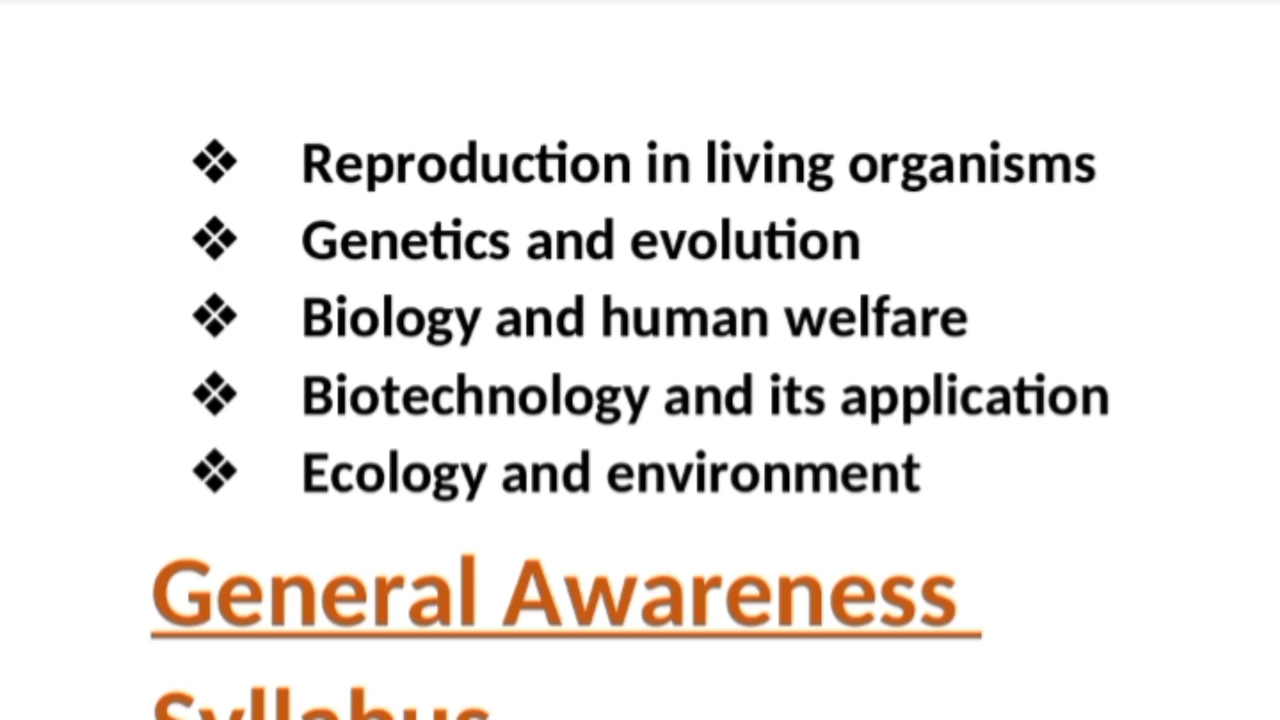 ❖ Reproduction in living organisms
❖ Genetics and evolution
❖ Biology and human welfare
❖ Biotechnology and its application
❖ Ecology and environment
General Awareness
Syllabus